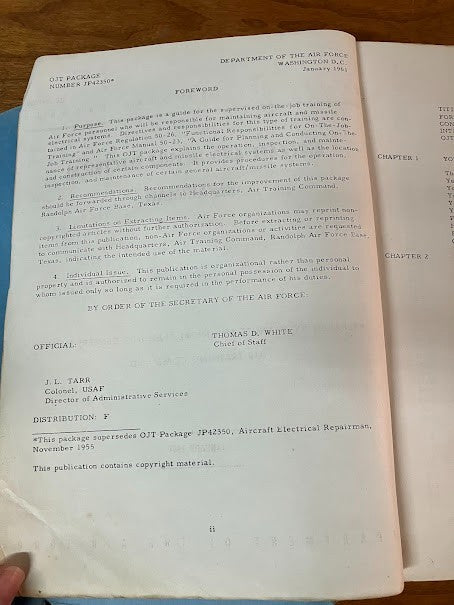 OJT PACKAGE
NUMBER JP42350*
DEPARTMENT OF THE AIR FORCE
WASHINGTON D.C.
January 1961
FOREWORD
1. Purpose. This package is a guide for the supervised on-the-job training of
Air Force personnel who will be responsible for maintaining aircraft and missile
electrical systems. Directives and responsibilities for this type of training are con-
tained in Air Force Regulation 50-26, "Functional Responsibilities for On-The-Job-
Training" and Air Force Manual 50-23, "A Guide for Planning and Conducting On-The-
Job Training." This OJT package explains the operation, inspection, and mainte-
nance of representative aircraft and missile electrical systems as well as the location
and construction of certain components. It provides procedures for the operation,
inspection, and maintenance of certain general aircraft/missile systems.
2. Recommendations. Recommendations for the improvement of this package
should be forwarded through channels to Headquarters, Air Training Command,
Randolph Air Force Base, Texas.
3. Limitations on Extracting Items. Air Force organizations may reprint non-
copyrighted articles without further authorization. Before extracting or reprinting
items from this publication, non-Air Force organizations or activities are requested
to communicate with Headquarters, Air Training Command, Randolph Air Force Base,
Texas, indicating the intended use of the material.
4. Individual Issue. This publication is organizational rather than personal
property and is authorized to remain in the personal possession of the individual to
whom issued only so long as it is required in the performance of his duties.
BY ORDER OF THE SECRETARY OF THE AIR FORCE:
OFFICIAL:
THOMAS D. WHITE
Chief of Staff
J. L. TARR
Colonel, USAF
Director of Administrative Services
DISTRIBUTION: F
*This package supersedes OJT Package JP42350, Aircraft Electrical Repairman,
November 1955
This publication contains copyright material.
ii
TITL
FOR
CON
INT
OJT
CHAPTER 1
CHAPTER 2